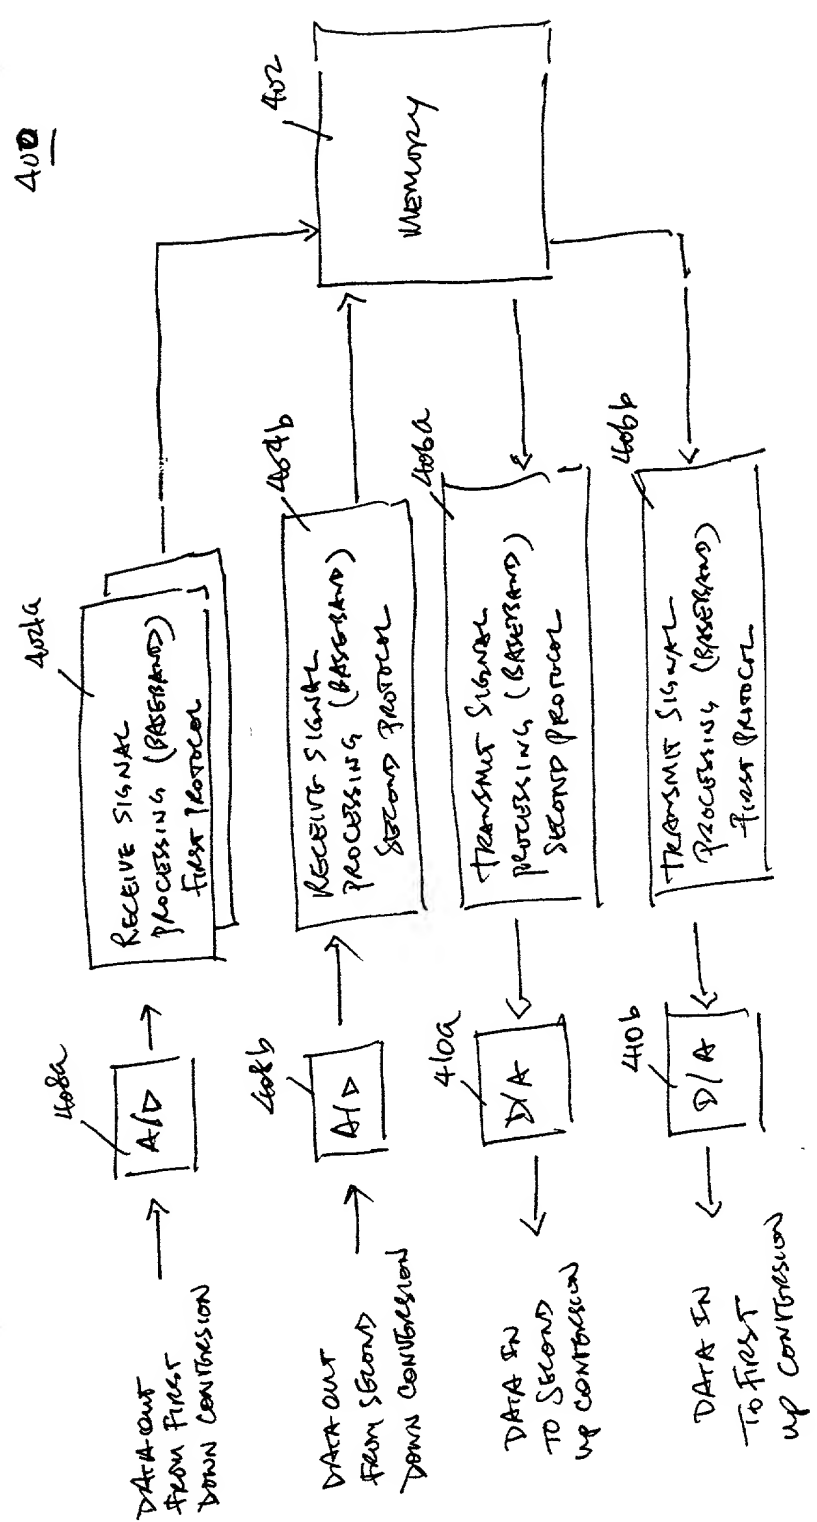 400
DATA OUT
FROM FIRST
DOWN CONVERSION
A/D
408a
RECEIVE SIGNAL
PROCESSING (BASEBAND)
FIRST PROTOCOL
404a
DATA OUT
FROM SECOND
DOWN CONVERSION
A/D
408b
RECEIVE SIGNAL
PROCESSING (BASEBAND)
SECOND PROTOCOL
404b
MEMORY
402
DATA IN
TO SECOND
UP CONVERSION
D/A
410a
TRANSMIT SIGNAL
PROCESSING (BASEBAND)
SECOND PROTOCOL
406a
DATA IN
TO FIRST
UP CONVERSION
D/A
410b
TRANSMIT SIGNAL
PROCESSING (BASEBAND)
FIRST PROTOCOL
406b